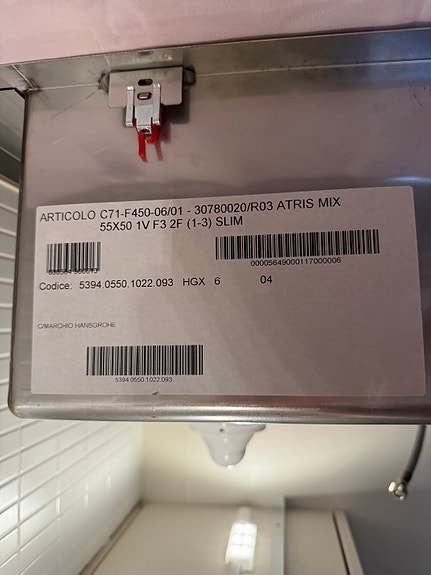 ARTICOLO C71-F450-06/01 - 30780020/R03 ATRIS MIX
55X50 1V F3 2F (1-3) SLIM
00005649000117000006
Codice: 5394.0550.1022.093 HGX 6 04
C/MARCHIO HANSGROHE
5394.0550.1022.093